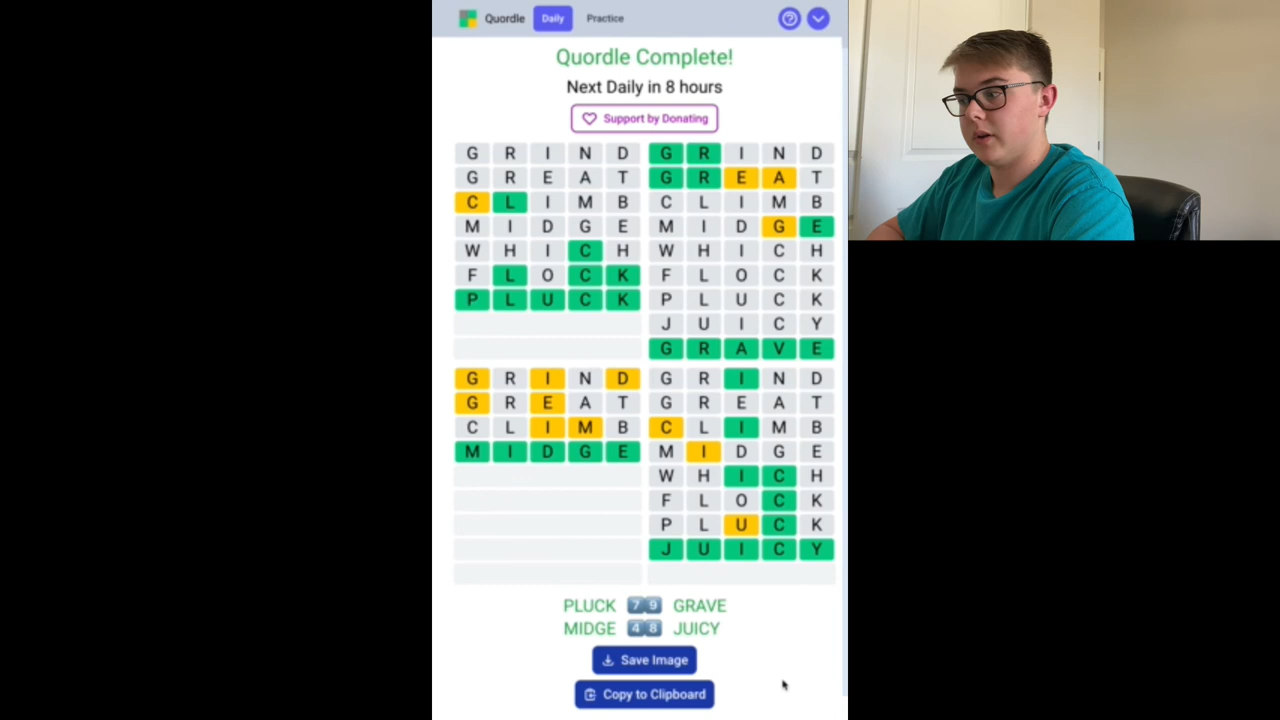 Quordle Daily Practice
Quordle Complete!
Next Daily in 8 hours
Support by Donating
G R I N D G R I N D
G R E A T G R E A T
C L I M B C L I M B
M I D G E M I D G E
W H I C H W H I C H
F L O C K F L O C K
P L U C K P L U C K
J U I C Y
G R A V E
G R I N D G R I N D
G R E A T G R E A T
C L I M B C L I M B
M I D G E M I D G E
W H I C H
F L O C K
P L U C K
J U I C Y
PLUCK 7 9 GRAVE
MIDGE 4 8 JUICY
Save Image
Copy to Clipboard